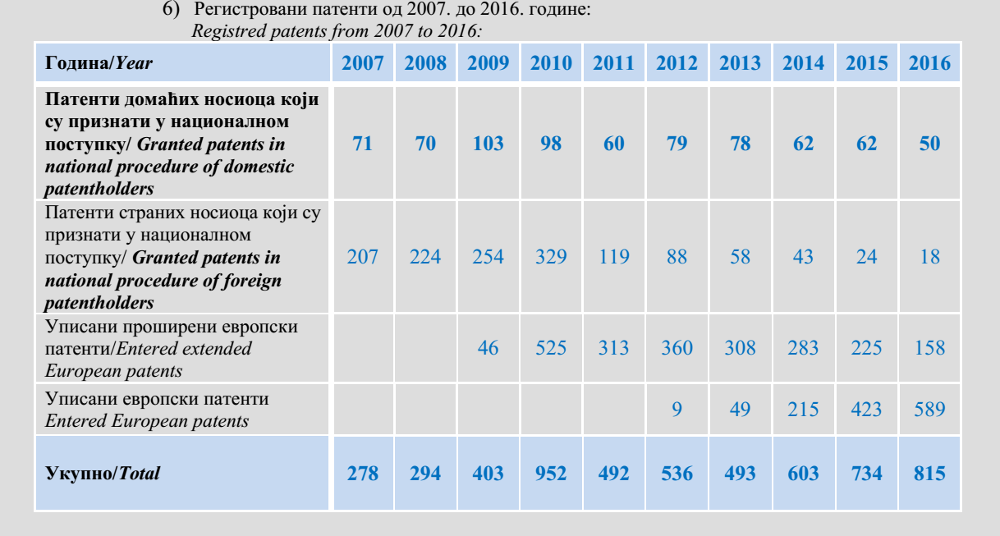 6) Регистровани патенти од 2007. до 2016. године:
Registred patents from 2007 to 2016:
Година/Year 2007 2008 2009 2010 2011 2012 2013 2014 2015 2016
Патенти домаћих носиоца који
су признати у националном
поступку/ Granted patents in
national procedure of domestic
patentholders
71 70 103 98 60 79 78 62 62 50
Патенти страних носиоца који су
признати у националном
поступку/ Granted patents in
national procedure of foreign
patentholders
207 224 254 329 119 88 58 43 24 18
Уписани проширени европски
патенти/Entered extended
European patents
46 525 313 360 308 283 225 158
Уписани европски патенти
Entered European patents
9 49 215 423 589
Укупно/Total 278 294 403 952 492 536 493 603 734 815